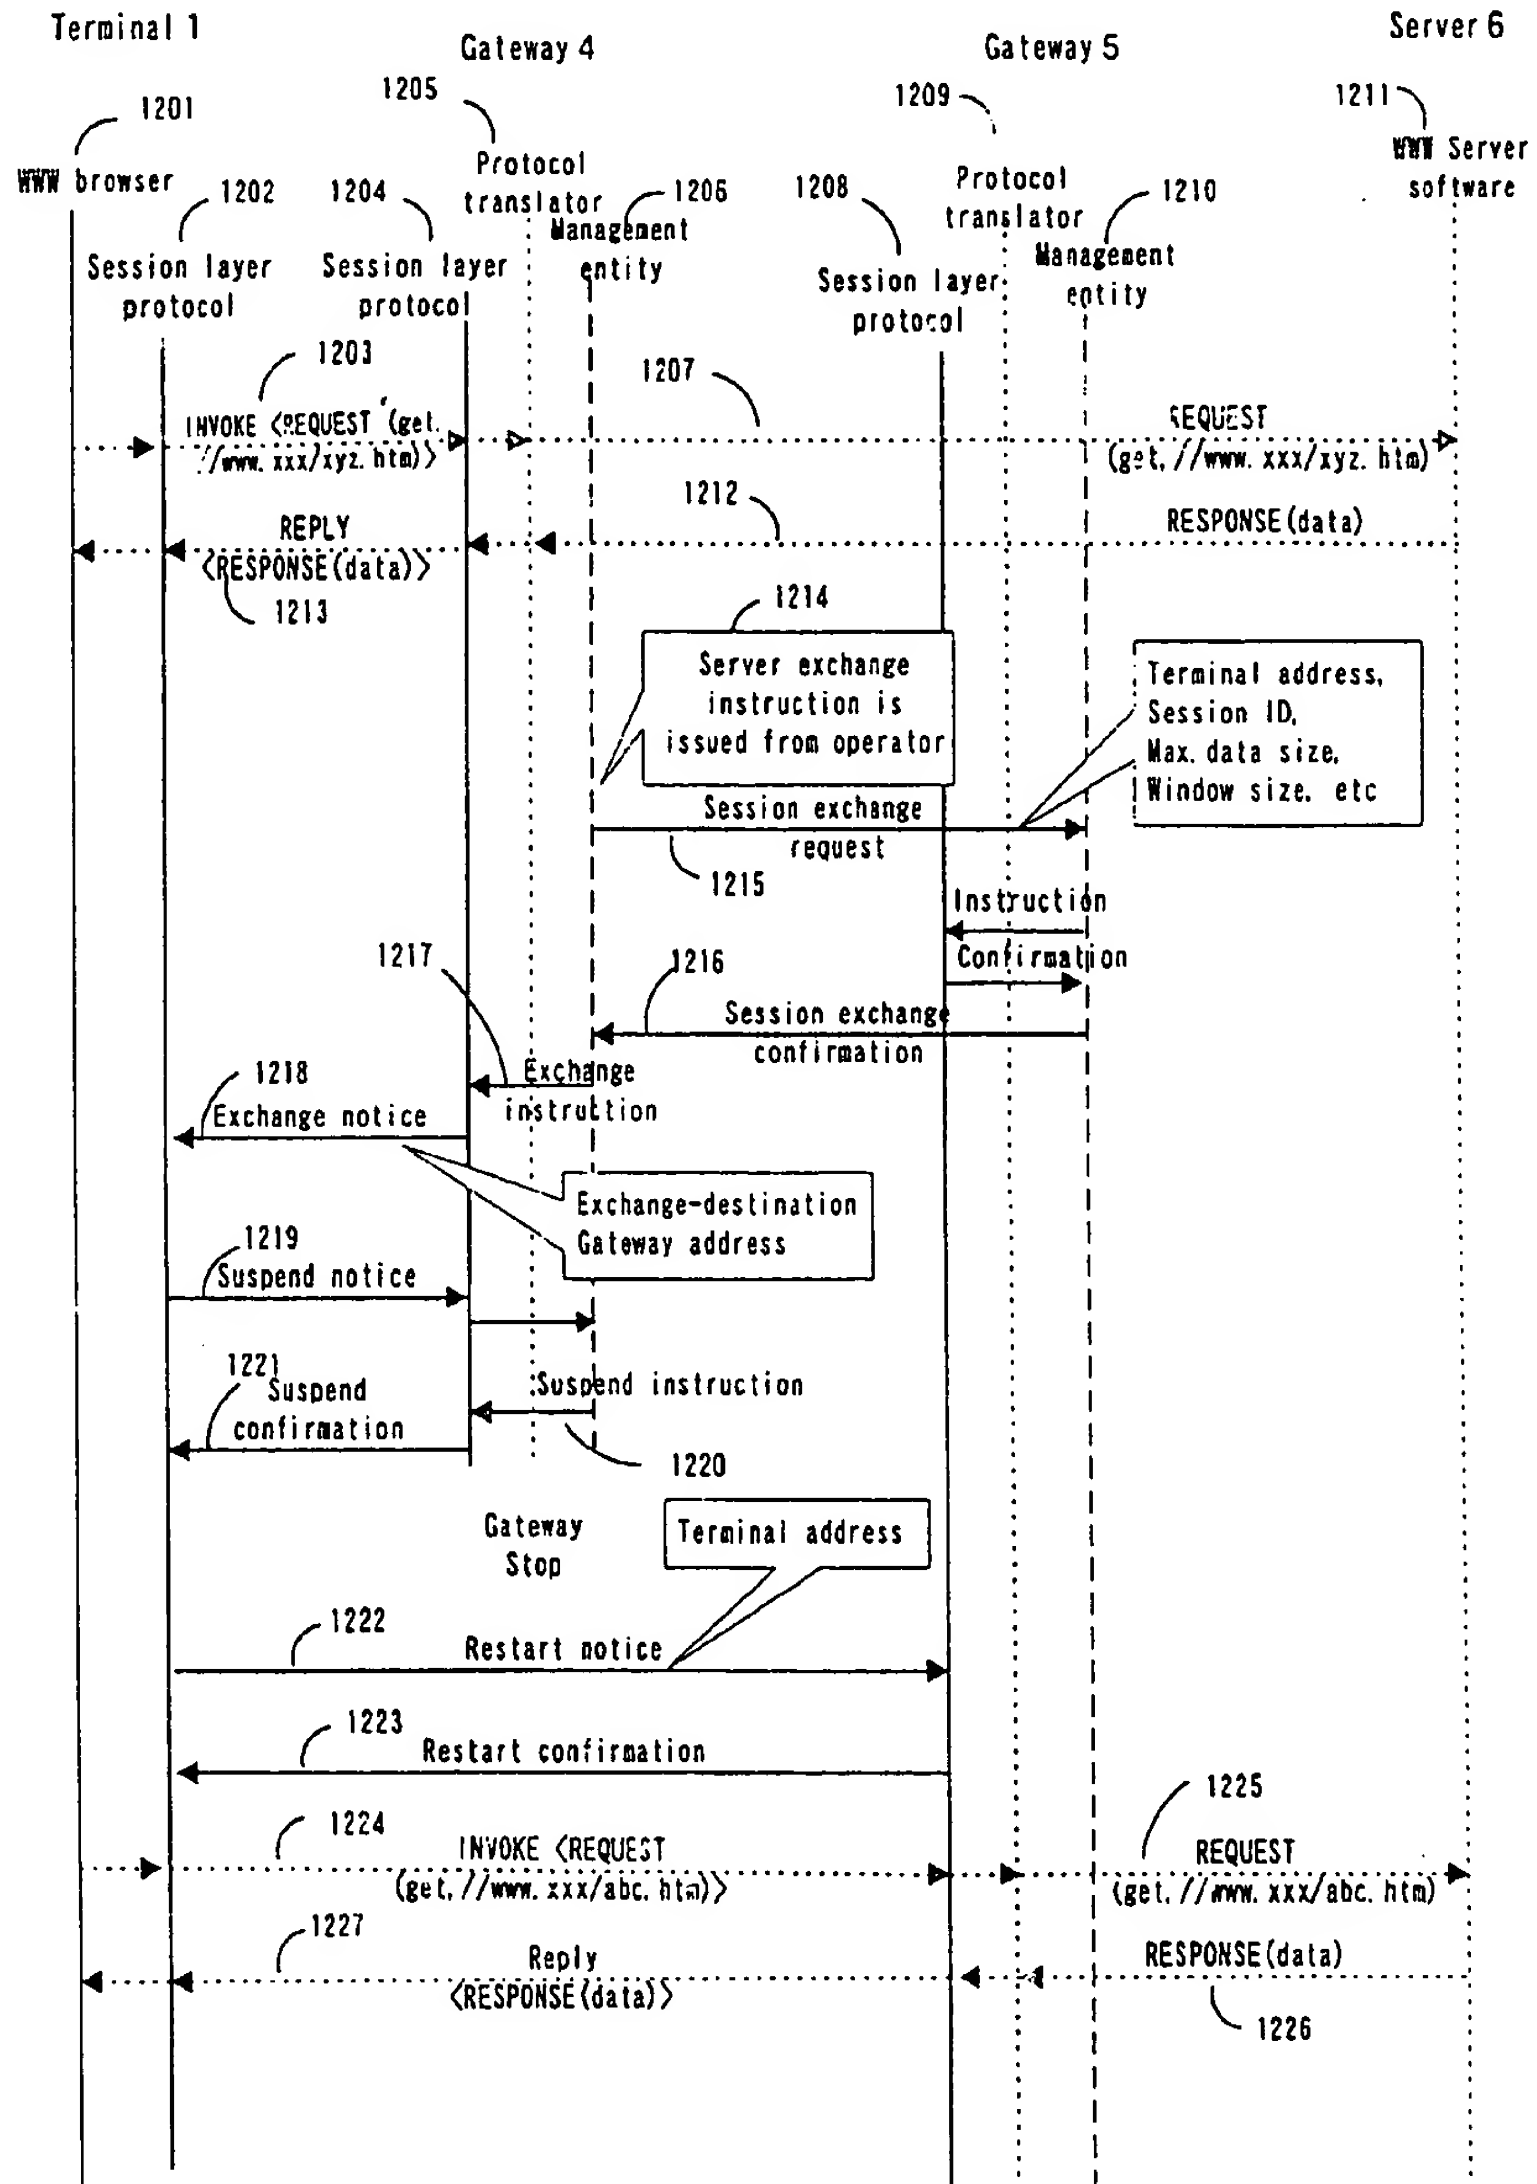 Terminal 1
Gateway 4
Gateway 5
Server 6
1201
1205
1209
1211
WWW browser
1202
1204
Protocol
translator
1206
1208
Protocol
translator
1210
WWW Server
software
Session layer
protocol
Session layer
protocol
Management
entity
Session layer
protocol
Management
entity
1203
1207
INVOKE <REQUEST (get.
//www.xxx/xyz.htm)>
REQUEST
(get.//www.xxx/xyz.htm)
1212
REPLY
<RESPONSE(data)>
RESPONSE(data)
1213
1214
Server exchange
instruction is
issued from operator
Terminal address,
Session ID,
Max. data size,
Window size, etc
Session exchange
request
1215
Instruction
Confirmation
1217
1216
Session exchange
confirmation
1218
Exchange
instruction
Exchange notice
Exchange-destination
Gateway address
1219
Suspend notice
1221
Suspend
confirmation
Suspend instruction
1220
Gateway
Stop
Terminal address
1222
Restart notice
1223
Restart confirmation
1224
1225
INVOKE <REQUEST
(get.//www.xxx/abc.htm)>
REQUEST
(get.//www.xxx/abc.htm)
1227
Reply
<RESPONSE(data)>
RESPONSE(data)
1226